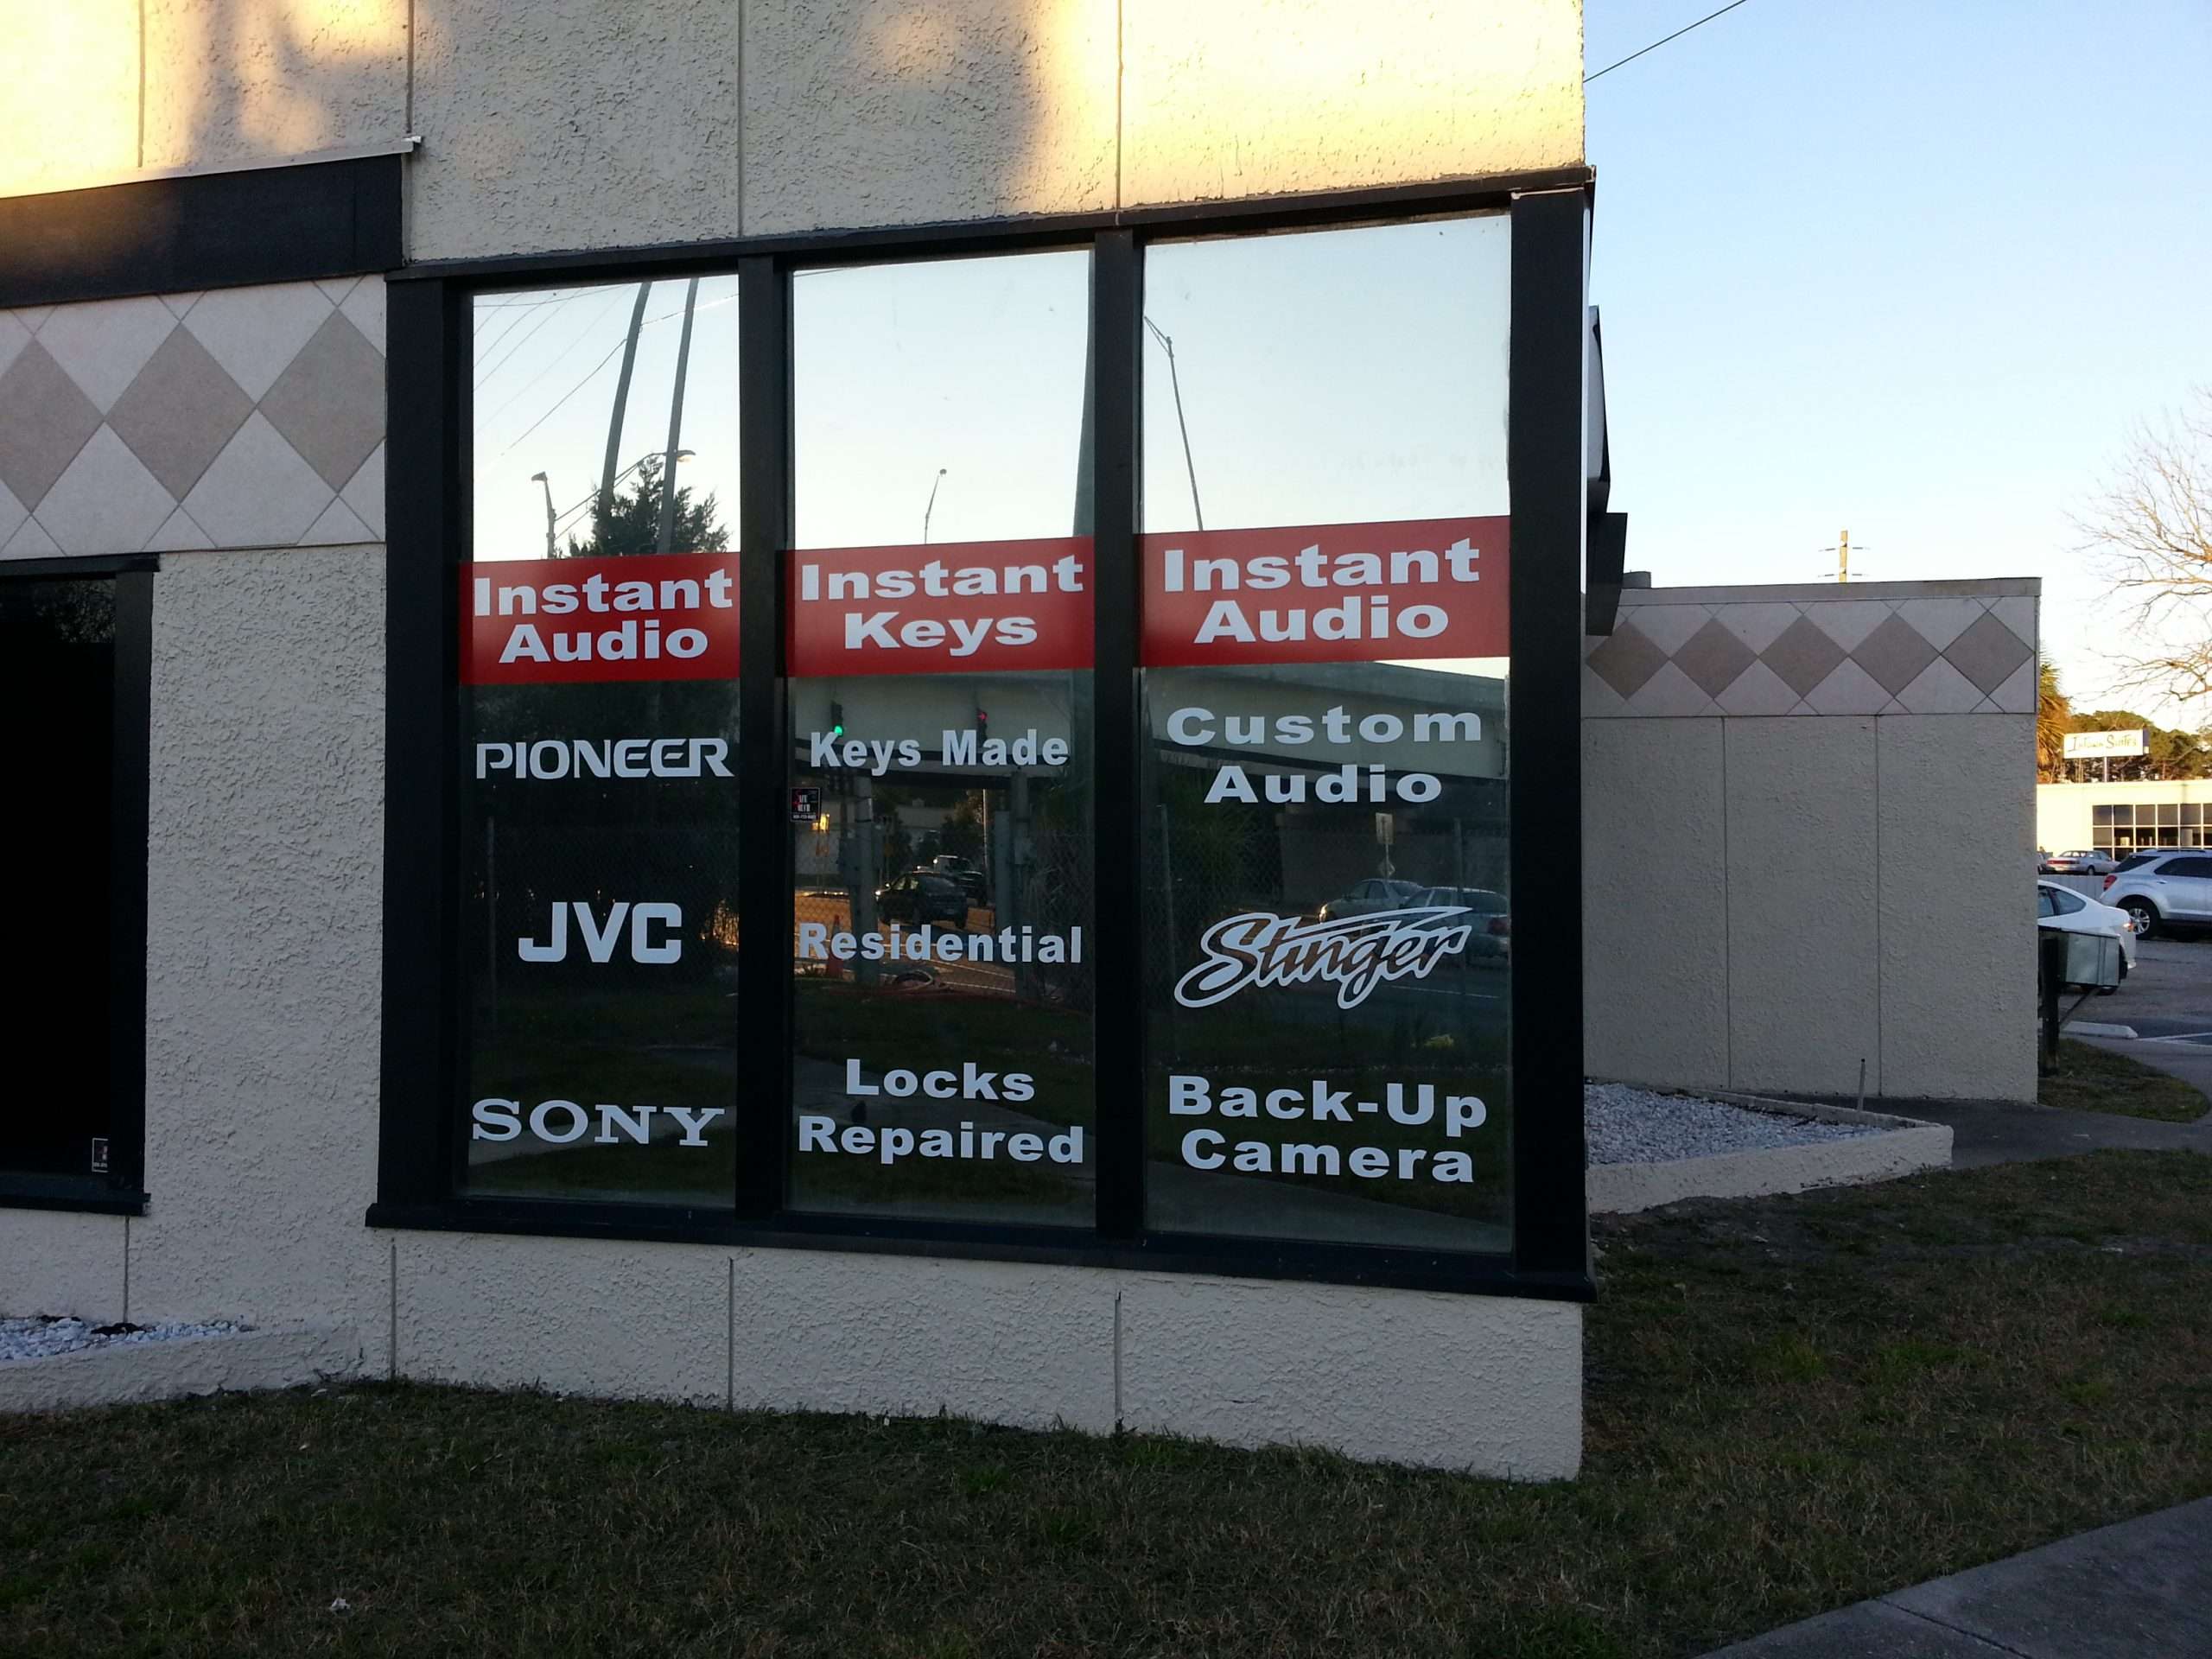 Instant
Audio
PIONEER
JVC
SONY
Instant
Keys
Keys Made
Residential
Locks
Repaired
Instant
Audio
Custom
Audio
Stinger
Back-Up
Camera